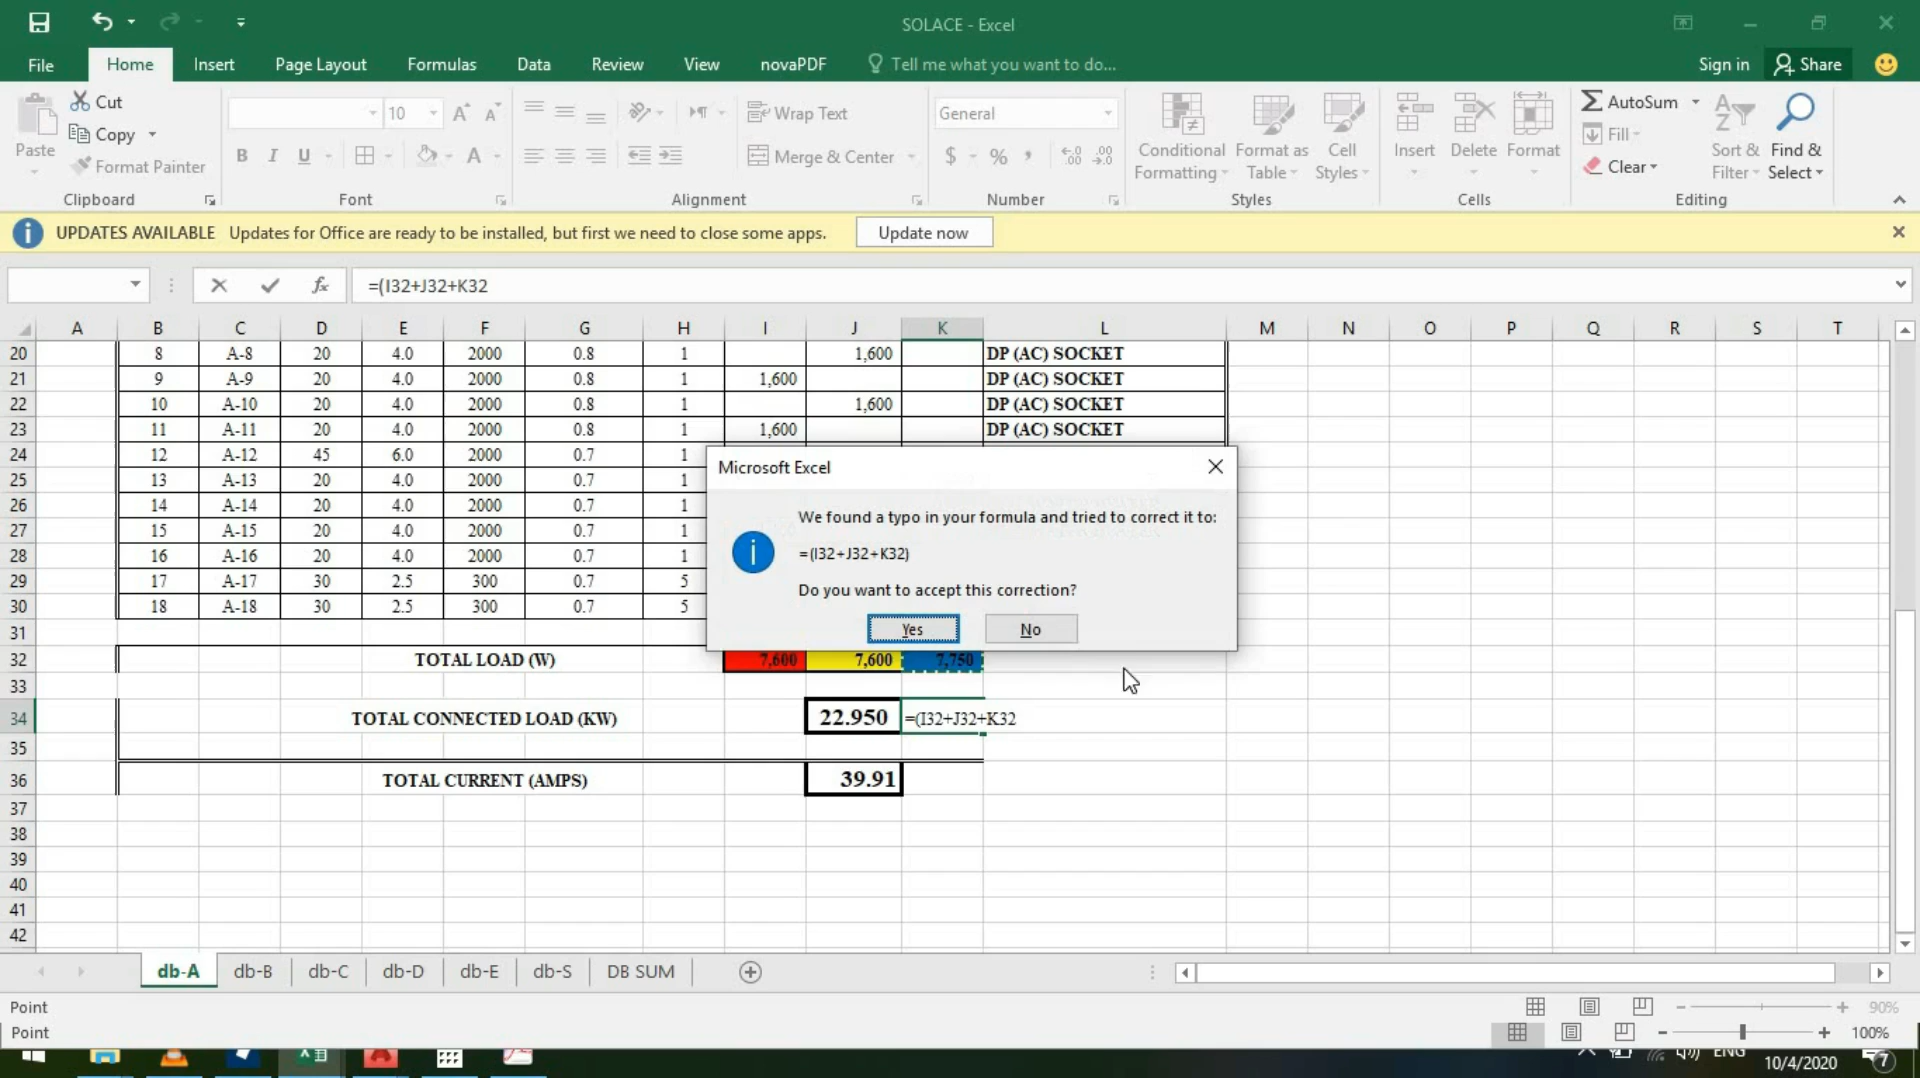 SOLACE - Excel
File Home Insert Page Layout Formulas Data Review View novaPDF Tell me what you want to do... Sign in Share
Cut
Copy
Format Painter
Paste
Clipboard
10
B I U A
Font
Wrap Text
Merge & Center
Alignment
General
$ % ,
Number
Conditional Formatting
Format as Table
Cell Styles
Styles
Insert Delete Format
Cells
AutoSum
Fill
Clear
Sort & Filter
Find & Select
Editing
UPDATES AVAILABLE Updates for Office are ready to be installed, but first we need to close some apps. Update now
fx =(I32+J32+K32
A B C D E F G H I J K L M N O P Q R S T
20 8 A-8 20 4.0 2000 0.8 1 1,600 DP (AC) SOCKET
21 9 A-9 20 4.0 2000 0.8 1 1,600 DP (AC) SOCKET
22 10 A-10 20 4.0 2000 0.8 1 1,600 DP (AC) SOCKET
23 11 A-11 20 4.0 2000 0.8 1 1,600 DP (AC) SOCKET
24 12 A-12 45 6.0 2000 0.7 1
25 13 A-13 20 4.0 2000 0.7 1
26 14 A-14 20 4.0 2000 0.7 1
27 15 A-15 20 4.0 2000 0.7 1
28 16 A-16 20 4.0 2000 0.7 1
29 17 A-17 30 2.5 300 0.7 5
30 18 A-18 30 2.5 300 0.7 5
31
32 TOTAL LOAD (W) 7,600 7,600 7,750
33
34 TOTAL CONNECTED LOAD (KW) 22.950 =(I32+J32+K32
35
36 TOTAL CURRENT (AMPS) 39.91
37
38
39
40
41
42
Microsoft Excel
We found a typo in your formula and tried to correct it to:
=(I32+J32+K32)
Do you want to accept this correction?
Yes No
db-A db-B db-C db-D db-E db-S DB SUM
Point 90%
Point 100%
ENG 10/4/2020 7